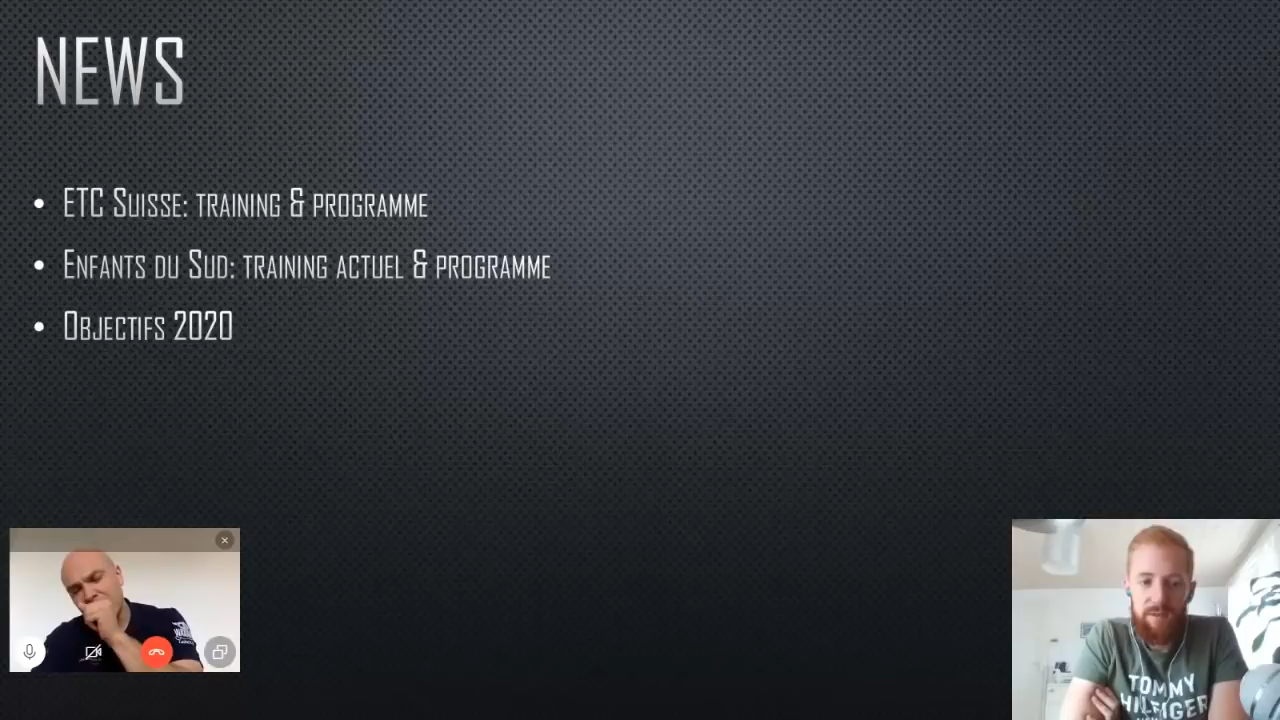 NEWS
• ETC Suisse: training & programme
• Enfants du Sud: training actuel & programme
• Objectifs 2020
TOMMY
HILFIGER